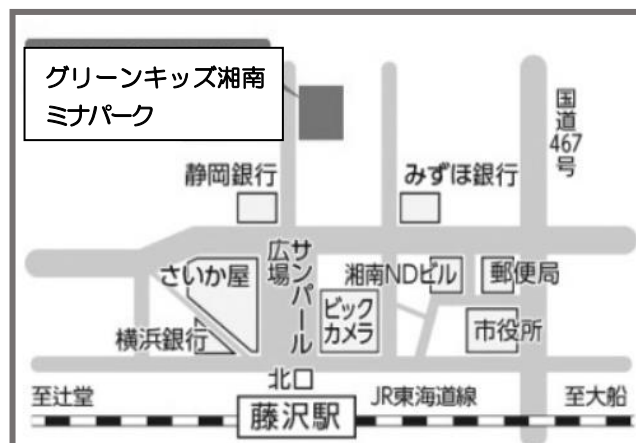 グリーンキッズ湘南
ミナパーク
国道467号
静岡銀行
みずほ銀行
サンパール
広場
さいか屋
湘南NDビル
郵便局
ビック
カメラ
横浜銀行
市役所
北口
至辻堂
JR東海道線
至大船
藤沢駅